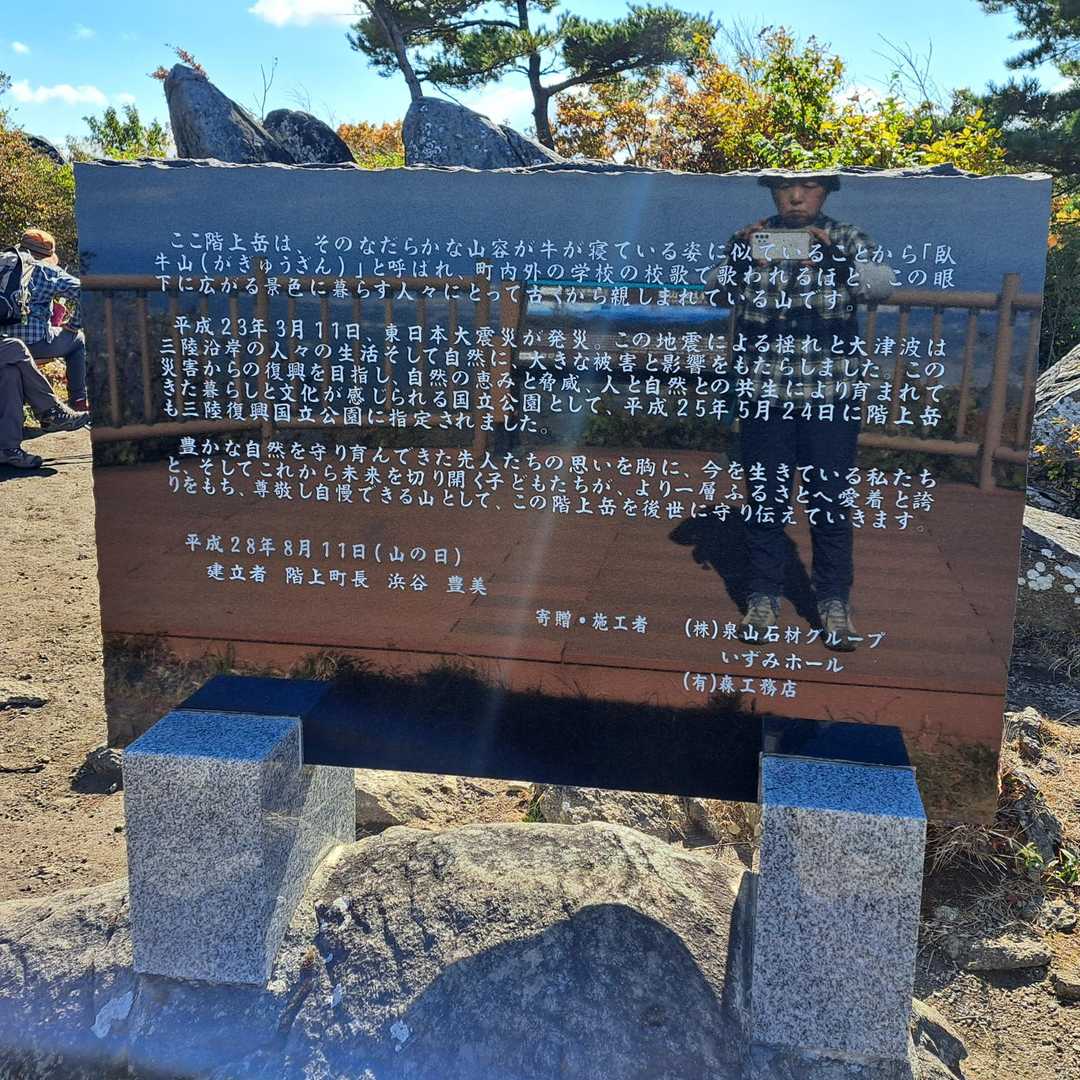 ここ階上岳は、そのなだらかな山容が牛が寝ている姿に似ていることから「臥
牛山(がぎゅうざん)」と呼ばれ、町内外の学校の校歌で歌われるほど、この眼
下に広がる景色に暮らす人々にとって古くから親しまれている山です。
平成23年3月11日、東日本大震災が発災。この地震による揺れと大津波は
三陸沿岸の人々の生活そして自然に、大きな被害と影響をもたらしました。この
災害からの復興を目指し、自然の恵みと脅威、人と自然との共生により育まれて
きた暮らしと文化が感じられる国立公園として、平成25年5月24日に階上岳
も三陸復興国立公園に指定されました。
豊かな自然を守り育んできた先人たちの思いを胸に、今を生きている私たち
と、そしてこれから未来を切り開く子どもたちが、より一層ふるさとへ愛着と誇
りをもち、尊敬し自慢できる山として、この階上岳を後世に守り伝えていきます。
平成28年8月11日(山の日)
建立者 階上町長 浜谷 豊美
寄贈・施工者 (株)泉山石材グループ
いずみホール
(有)森工務店